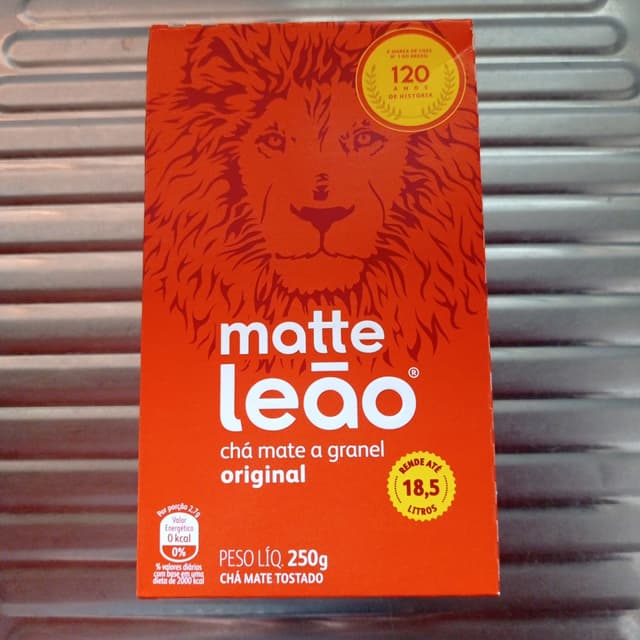 A MARCA DE CHÁS
Nº 1 DO BRASIL
120
ANOS
DE HISTÓRIA
matte
leão®
chá mate a granel
original
RENDE ATÉ
18,5
LITROS
Por porção 2,7g
Valor
Energético
0 kcal
0%
% valores diários
com base em uma
dieta de 2000 kcal
PESO LÍQ. 250g
CHÁ MATE TOSTADO